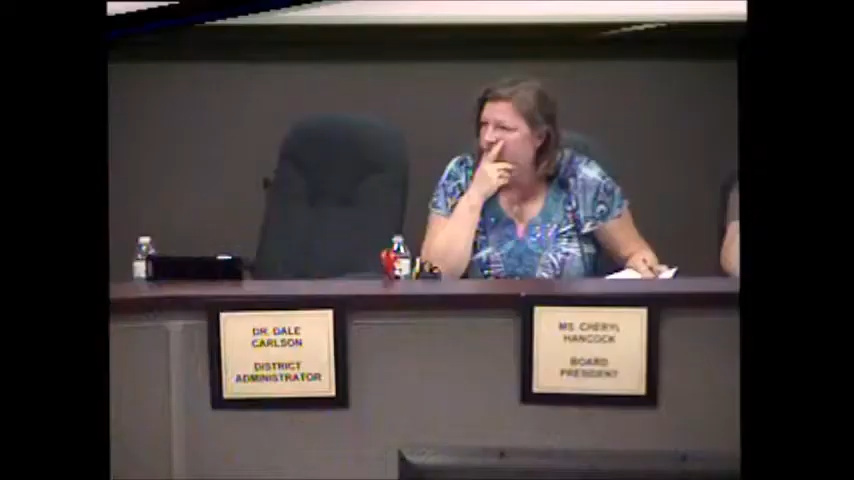 DR. DALE
CARLSON
DISTRICT
ADMINISTRATOR
MS. CHERYL
HANCOCK
BOARD
PRESIDENT